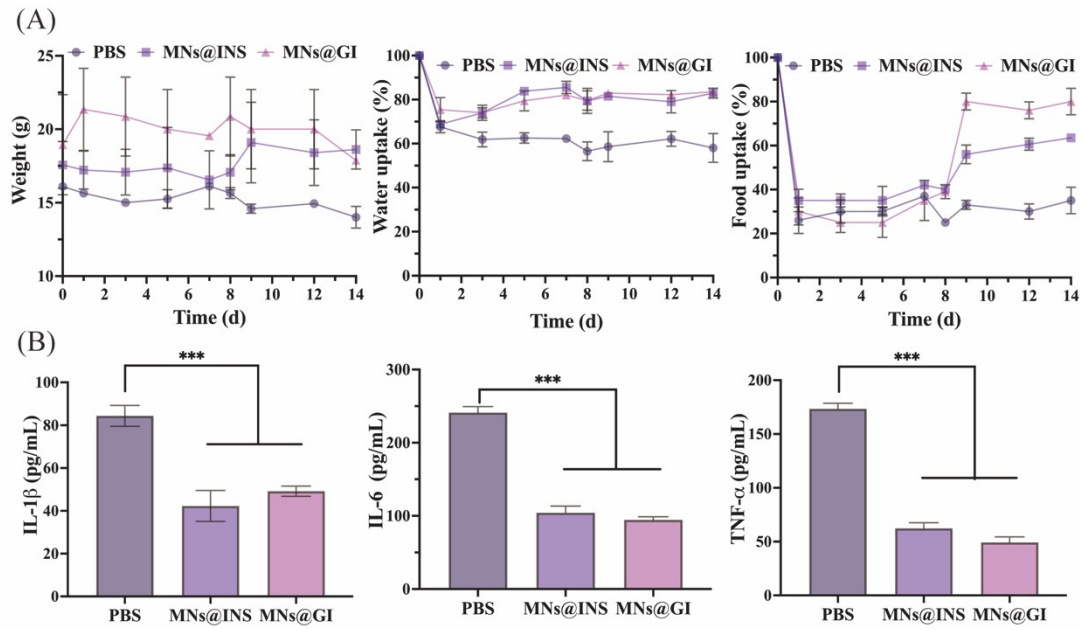 (A)
PBS MNs@INS MNs@GI
Weight (g)
25
20
15
10
0 2 4 6 8 10 12 14
Time (d)
PBS MNs@INS MNs@GI
Water uptake (%)
100
80
60
40
20
0
0 2 4 6 8 10 12 14
Time (d)
PBS MNs@INS MNs@GI
Food uptake (%)
100
80
60
40
20
0
0 2 4 6 8 10 12 14
Time (d)
(B)
***
IL-1β (pg/mL)
80
60
40
80
0
PBS MNs@INS MNs@GI
***
IL-6 (pg/mL)
300
200
100
0
PBS MNs@INS MNs@GI
***
TNF-α (pg/mL)
200
150
100
50
0
PBS MNs@INS MNs@GI